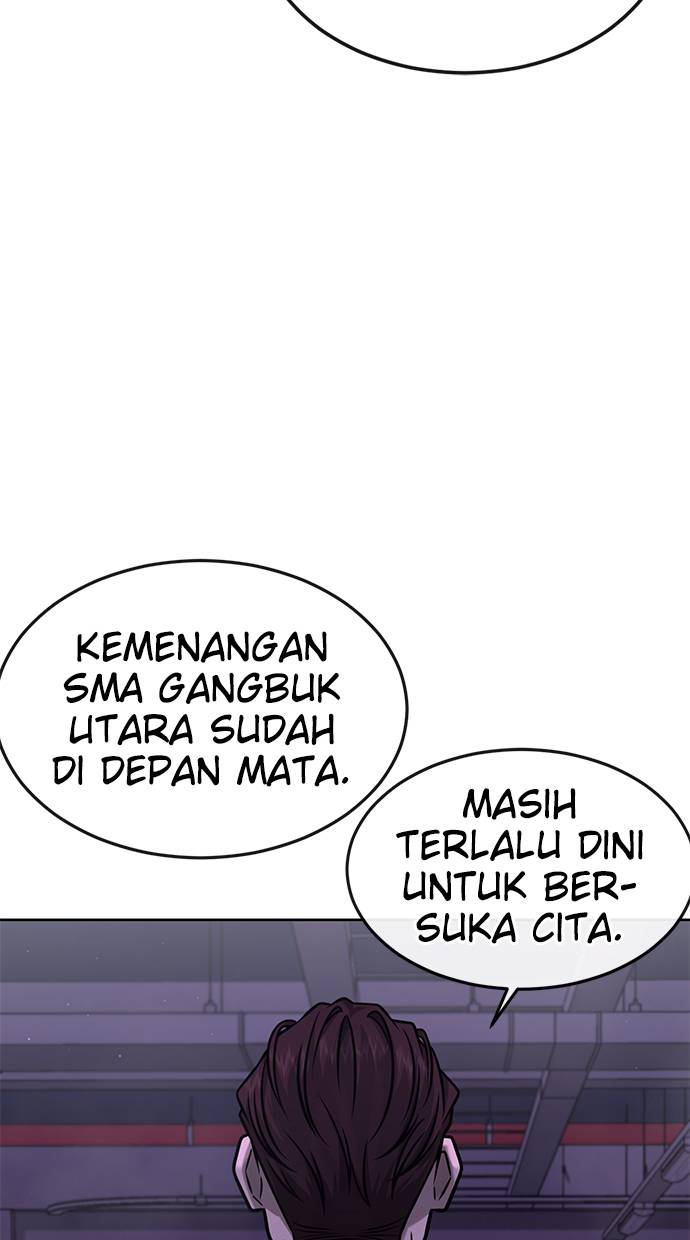 KEMENANGAN
SMA GANGBUK
UTARA SUDAH
DI DEPAN MATA.
MASIH
TERLALU DINI
UNTUK BER-
SUKA CITA.